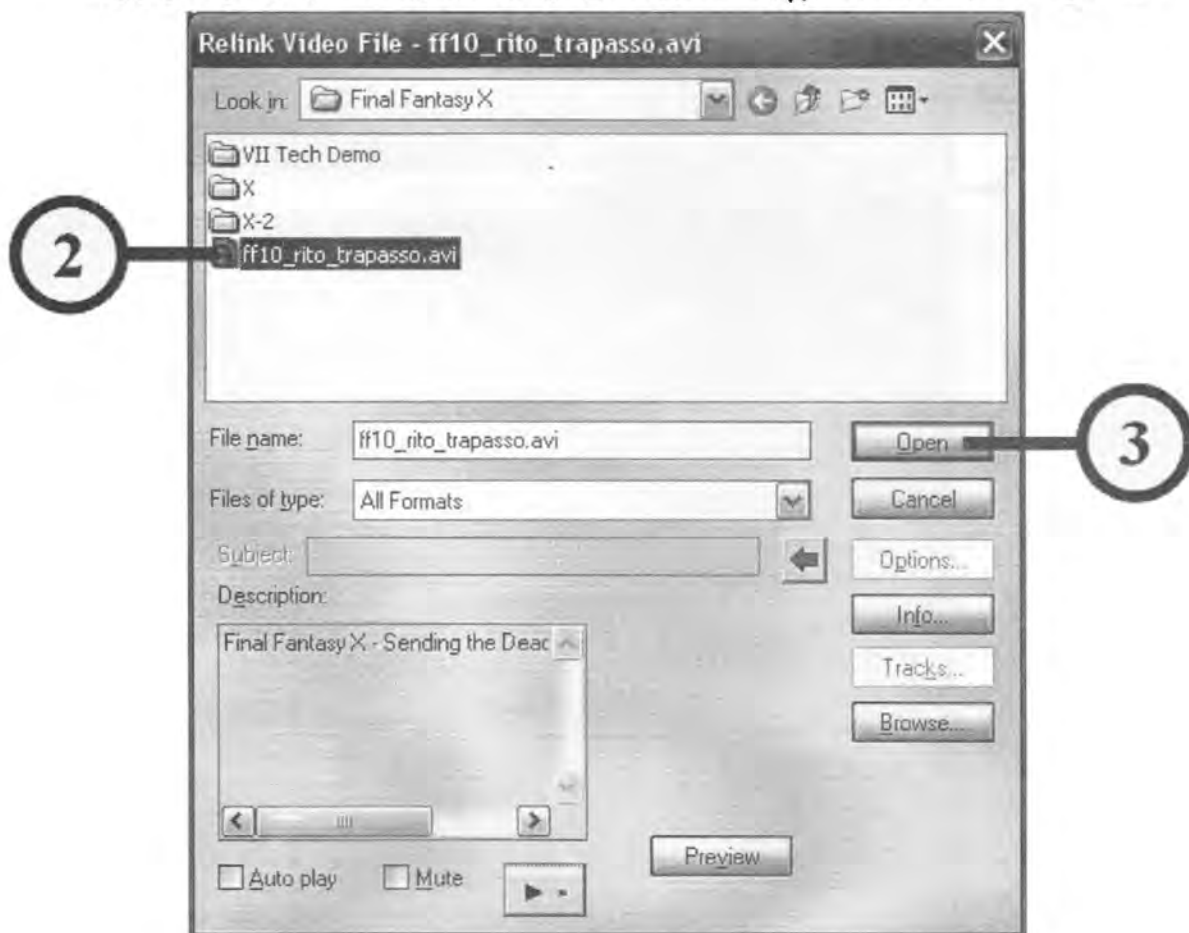 Relink Video File - ff10_rito_trapasso.avi
Look in: Final Fantasy X
VII Tech Demo
X
X-2
2
ff10_rito_trapasso.avi
File name: ff10_rito_trapasso.avi
Open
3
Files of type: All Formats
Cancel
Subject:
Options...
Description:
Info...
Final Fantasy X - Sending the Deac
Tracks...
Browse...
Preview
Auto play
Mute